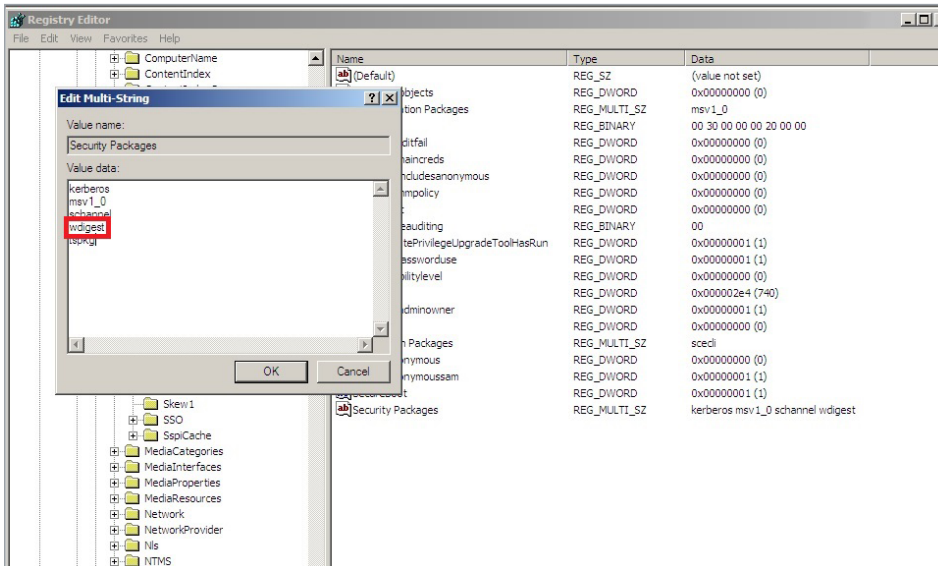 Registry Editor
File Edit View Favorites Help
ComputerName
ContentIndex
Name Type Data
(Default) REG_SZ (value not set)
bjects REG_DWORD 0x00000000 (0)
tion Packages REG_MULTI_SZ msv1_0
REG_BINARY 00 30 00 00 00 20 00 00
ditfail REG_DWORD 0x00000000 (0)
naincreds REG_DWORD 0x00000000 (0)
ncludesanonymous REG_DWORD 0x00000000 (0)
mpolicy REG_DWORD 0x00000000 (0)
REG_DWORD 0x00000000 (0)
eauditing REG_BINARY 00
tePrivilegeUpgradeToolHasRun REG_DWORD 0x00000001 (1)
assworduse REG_DWORD 0x00000001 (1)
bilitylevel REG_DWORD 0x00000000 (0)
REG_DWORD 0x000002e4 (740)
dminowner REG_DWORD 0x00000001 (1)
REG_DWORD 0x00000000 (0)
n Packages REG_MULTI_SZ scecli
nymous REG_DWORD 0x00000000 (0)
nymoussam REG_DWORD 0x00000001 (1)
REG_DWORD 0x00000001 (1)
Security Packages REG_MULTI_SZ kerberos msv1_0 schannel wdigest
Edit Multi-String
Value name:
Security Packages
Value data:
kerberos
msv1_0
schannel
wdigest
tspkg
OK Cancel
Skew1
SSO
SspiCache
MediaCategories
MediaInterfaces
MediaProperties
MediaResources
Network
NetworkProvider
Nls
NTMS